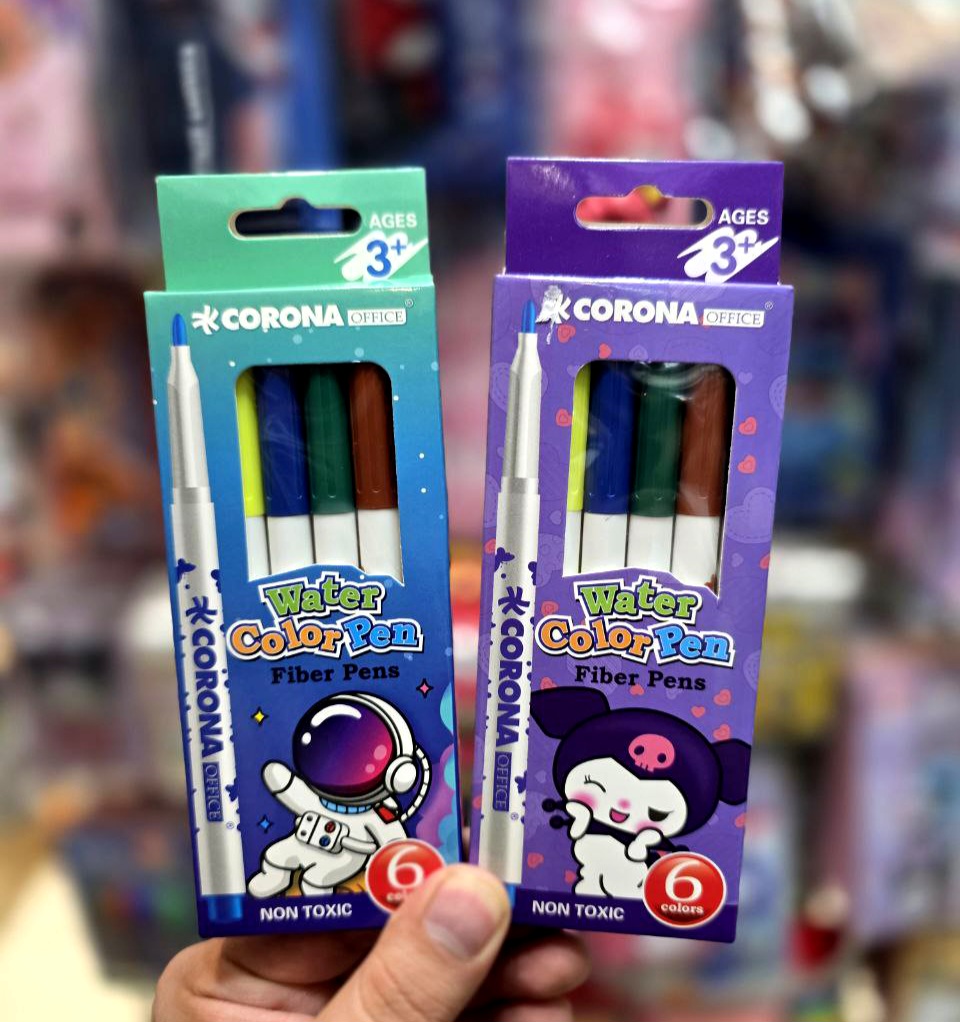 AGES
3+
CORONA OFFICE
Water
Color Pen
Fiber Pens
CORONA OFFICE
6
NON TOXIC
AGES
3+
CORONA OFFICE
Water
Color Pen
Fiber Pens
CORONA OFFICE
6
colors
NON TOXIC